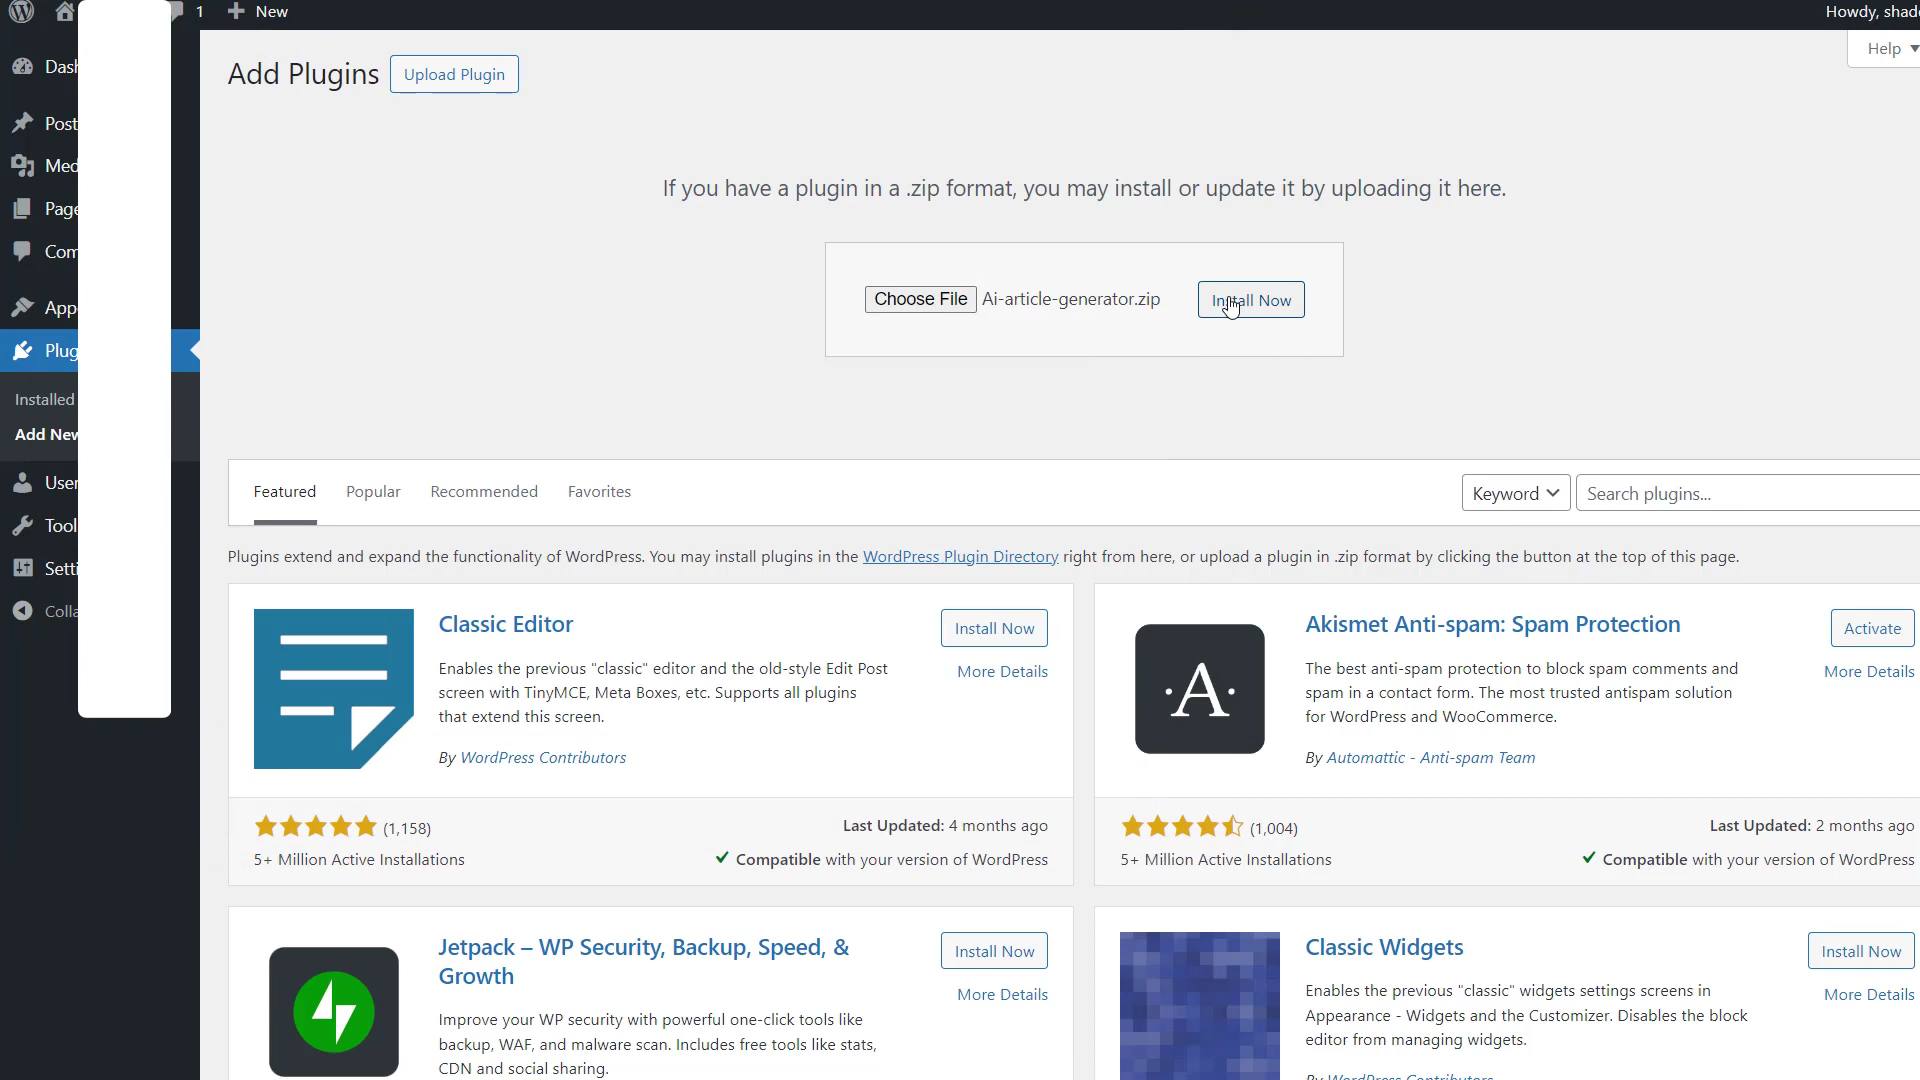 1
New
Howdy, shad
Help
Add Plugins
Upload Plugin
Dash
Post
Med
Page
Com
App
Plug
Installed
Add New
User
Tool
Setti
Colla
If you have a plugin in a .zip format, you may install or update it by uploading it here.
Choose File Ai-article-generator.zip
Install Now
Featured Popular Recommended Favorites
Keyword
Search plugins...
Plugins extend and expand the functionality of WordPress. You may install plugins in the WordPress Plugin Directory right from here, or upload a plugin in .zip format by clicking the button at the top of this page.
Classic Editor
Install Now
More Details
Enables the previous "classic" editor and the old-style Edit Post
screen with TinyMCE, Meta Boxes, etc. Supports all plugins
that extend this screen.
By WordPress Contributors
(1,158)
Last Updated: 4 months ago
5+ Million Active Installations
Compatible with your version of WordPress
·A·
Akismet Anti-spam: Spam Protection
Activate
More Details
The best anti-spam protection to block spam comments and
spam in a contact form. The most trusted antispam solution
for WordPress and WooCommerce.
By Automattic - Anti-spam Team
(1,004)
Last Updated: 2 months ago
5+ Million Active Installations
Compatible with your version of WordPress
Jetpack – WP Security, Backup, Speed, &
Growth
Install Now
More Details
Improve your WP security with powerful one-click tools like
backup, WAF, and malware scan. Includes free tools like stats,
CDN and social sharing.
Classic Widgets
Install Now
More Details
Enables the previous "classic" widgets settings screens in
Appearance - Widgets and the Customizer. Disables the block
editor from managing widgets.
By WordPress Contributors